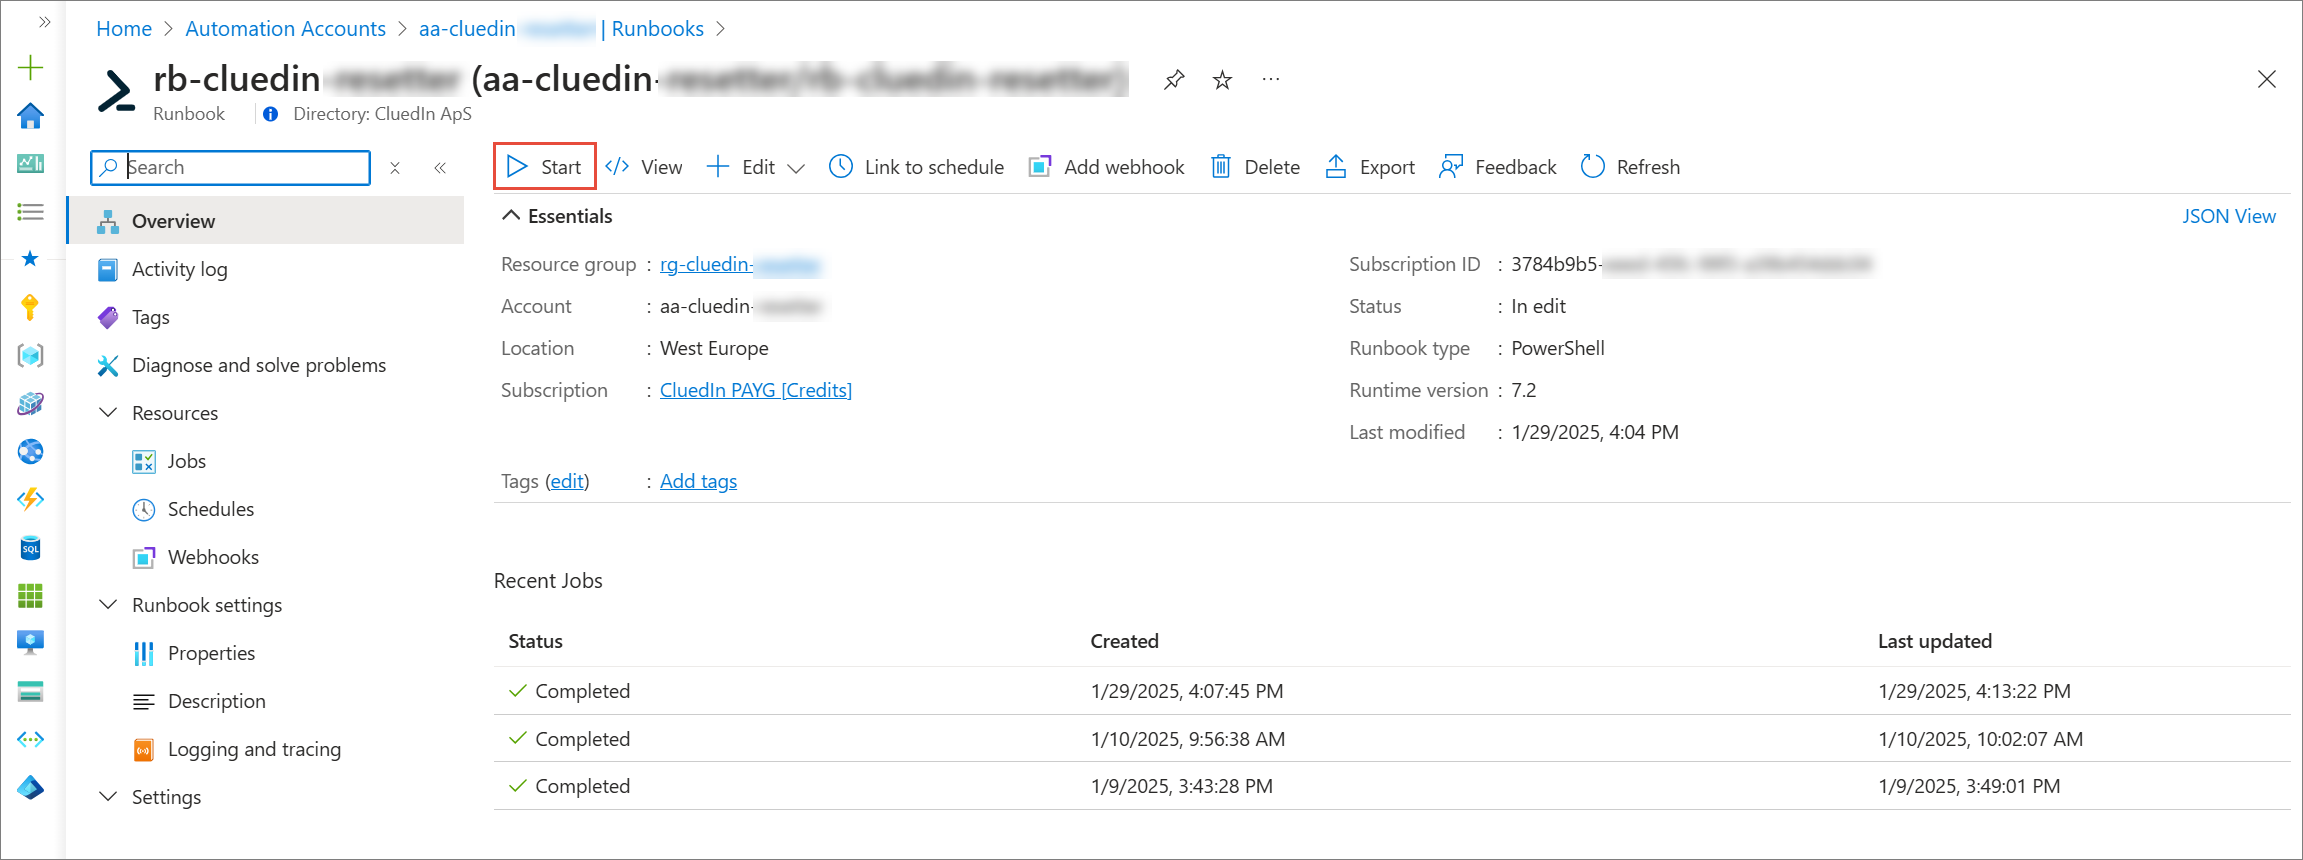 Home > Automation Accounts > aa-cluedin | Runbooks >
rb-cluedin (aa-cluedin-
Runbook Directory: CluedIn ApS
Search
Start View Edit Link to schedule Add webhook Delete Export Feedback Refresh
Overview
Activity log
Tags
Diagnose and solve problems
Resources
Jobs
Schedules
Webhooks
Runbook settings
Properties
Description
Logging and tracing
Settings
Essentials JSON View
Resource group : rg-cluedin-
Account : aa-cluedin-
Location : West Europe
Subscription : CluedIn PAYG [Credits]
Subscription ID : 3784b9b5-
Status : In edit
Runbook type : PowerShell
Runtime version : 7.2
Last modified : 1/29/2025, 4:04 PM
Tags (edit) : Add tags
Recent Jobs
Status Created Last updated
Completed 1/29/2025, 4:07:45 PM 1/29/2025, 4:13:22 PM
Completed 1/10/2025, 9:56:38 AM 1/10/2025, 10:02:07 AM
Completed 1/9/2025, 3:43:28 PM 1/9/2025, 3:49:01 PM
SQL